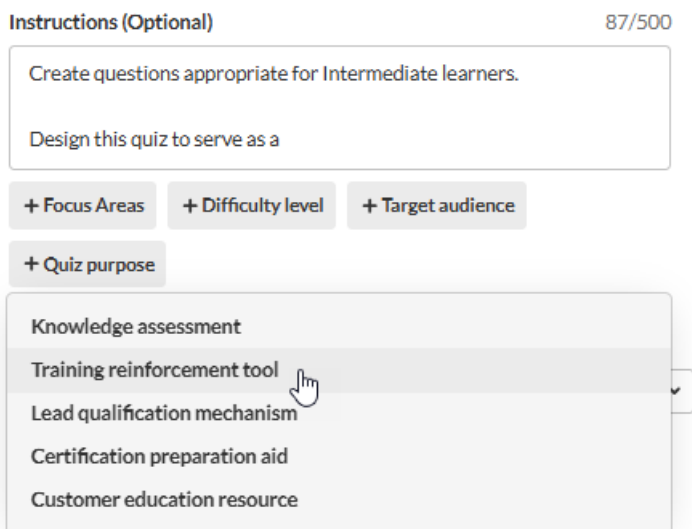 Instructions (Optional) 87/500
Create questions appropriate for Intermediate learners.
Design this quiz to serve as a
+ Focus Areas + Difficulty level + Target audience
+ Quiz purpose
Knowledge assessment
Training reinforcement tool
Lead qualification mechanism
Certification preparation aid
Customer education resource